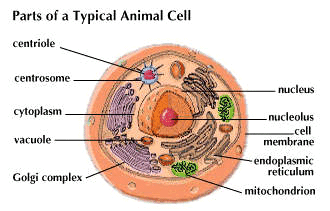 Parts of a Typical Animal Cell
centriole
centrosome
cytoplasm
vacuole
Golgi complex
nucleus
nucleolus
cell
membrane
endoplasmic
reticulum
mitochondrion